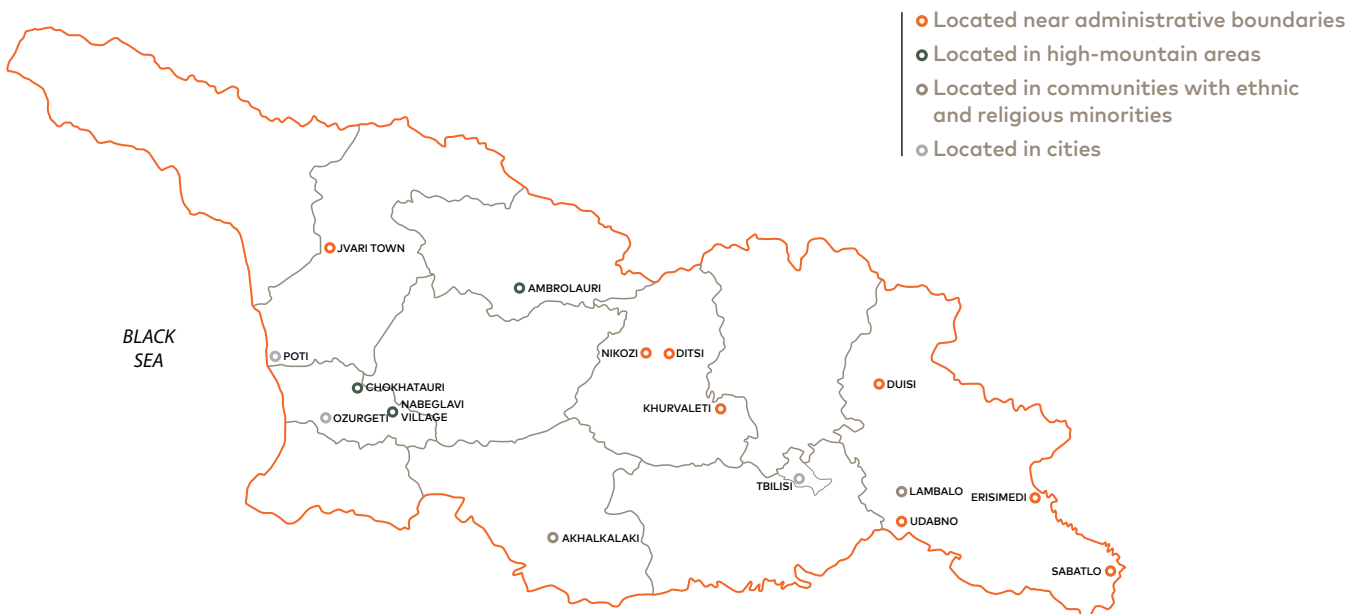 Located near administrative boundaries
Located in high-mountain areas
Located in communities with ethnic
and religious minorities
Located in cities
JVARI TOWN
AMBROLAURI
BLACK
SEA
POTI
NIKOZI
DITSI
CHOKHATAURI
DUISI
NABEGLAVI
VILLAGE
OZURGETI
KHURVALETI
TBILISI
LAMBALO
ERISIMEDI
UDABNO
AKHALKALAKI
SABATLO